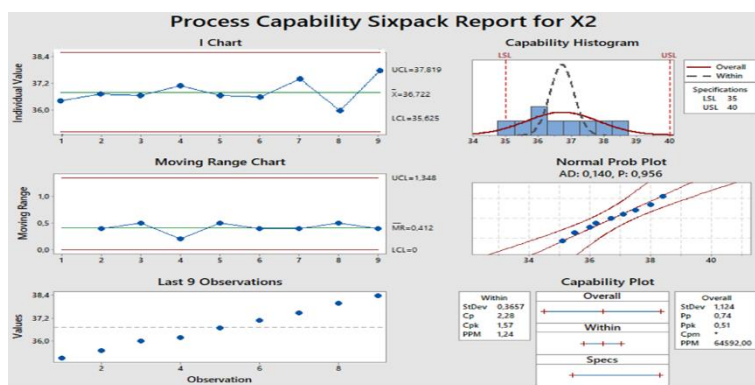 Process Capability Sixpack Report for X2
I Chart
Individual Value
38,4
37,2
36,0
UCL=37.819
X=36.722
LCL=35.625
1 2 3 4 5 6 7 8 9
Capability Histogram
LSL
USL
34 35 36 37 38 39 40
Overall
Within
Specifications
LSL 35
USL 40
Moving Range Chart
Moving Range
1,0
0,5
0,0
UCL=1,348
MR=0,412
LCL=0
1 2 3 4 5 6 7 8 9
Normal Prob Plot
AD: 0,140, P: 0,956
34 36 38 40
Last 9 Observations
Values
38,4
37,2
36,0
2 4 6 8
Observation
Capability Plot
Within
StDev 0,3657
Cp 2,28
Cpk 1,57
PPM 1,24
Overall
Within
Specs
Overall
StDev 1,124
Pp 0,74
Ppk 0,51
Cpm *
PPM 64592,00